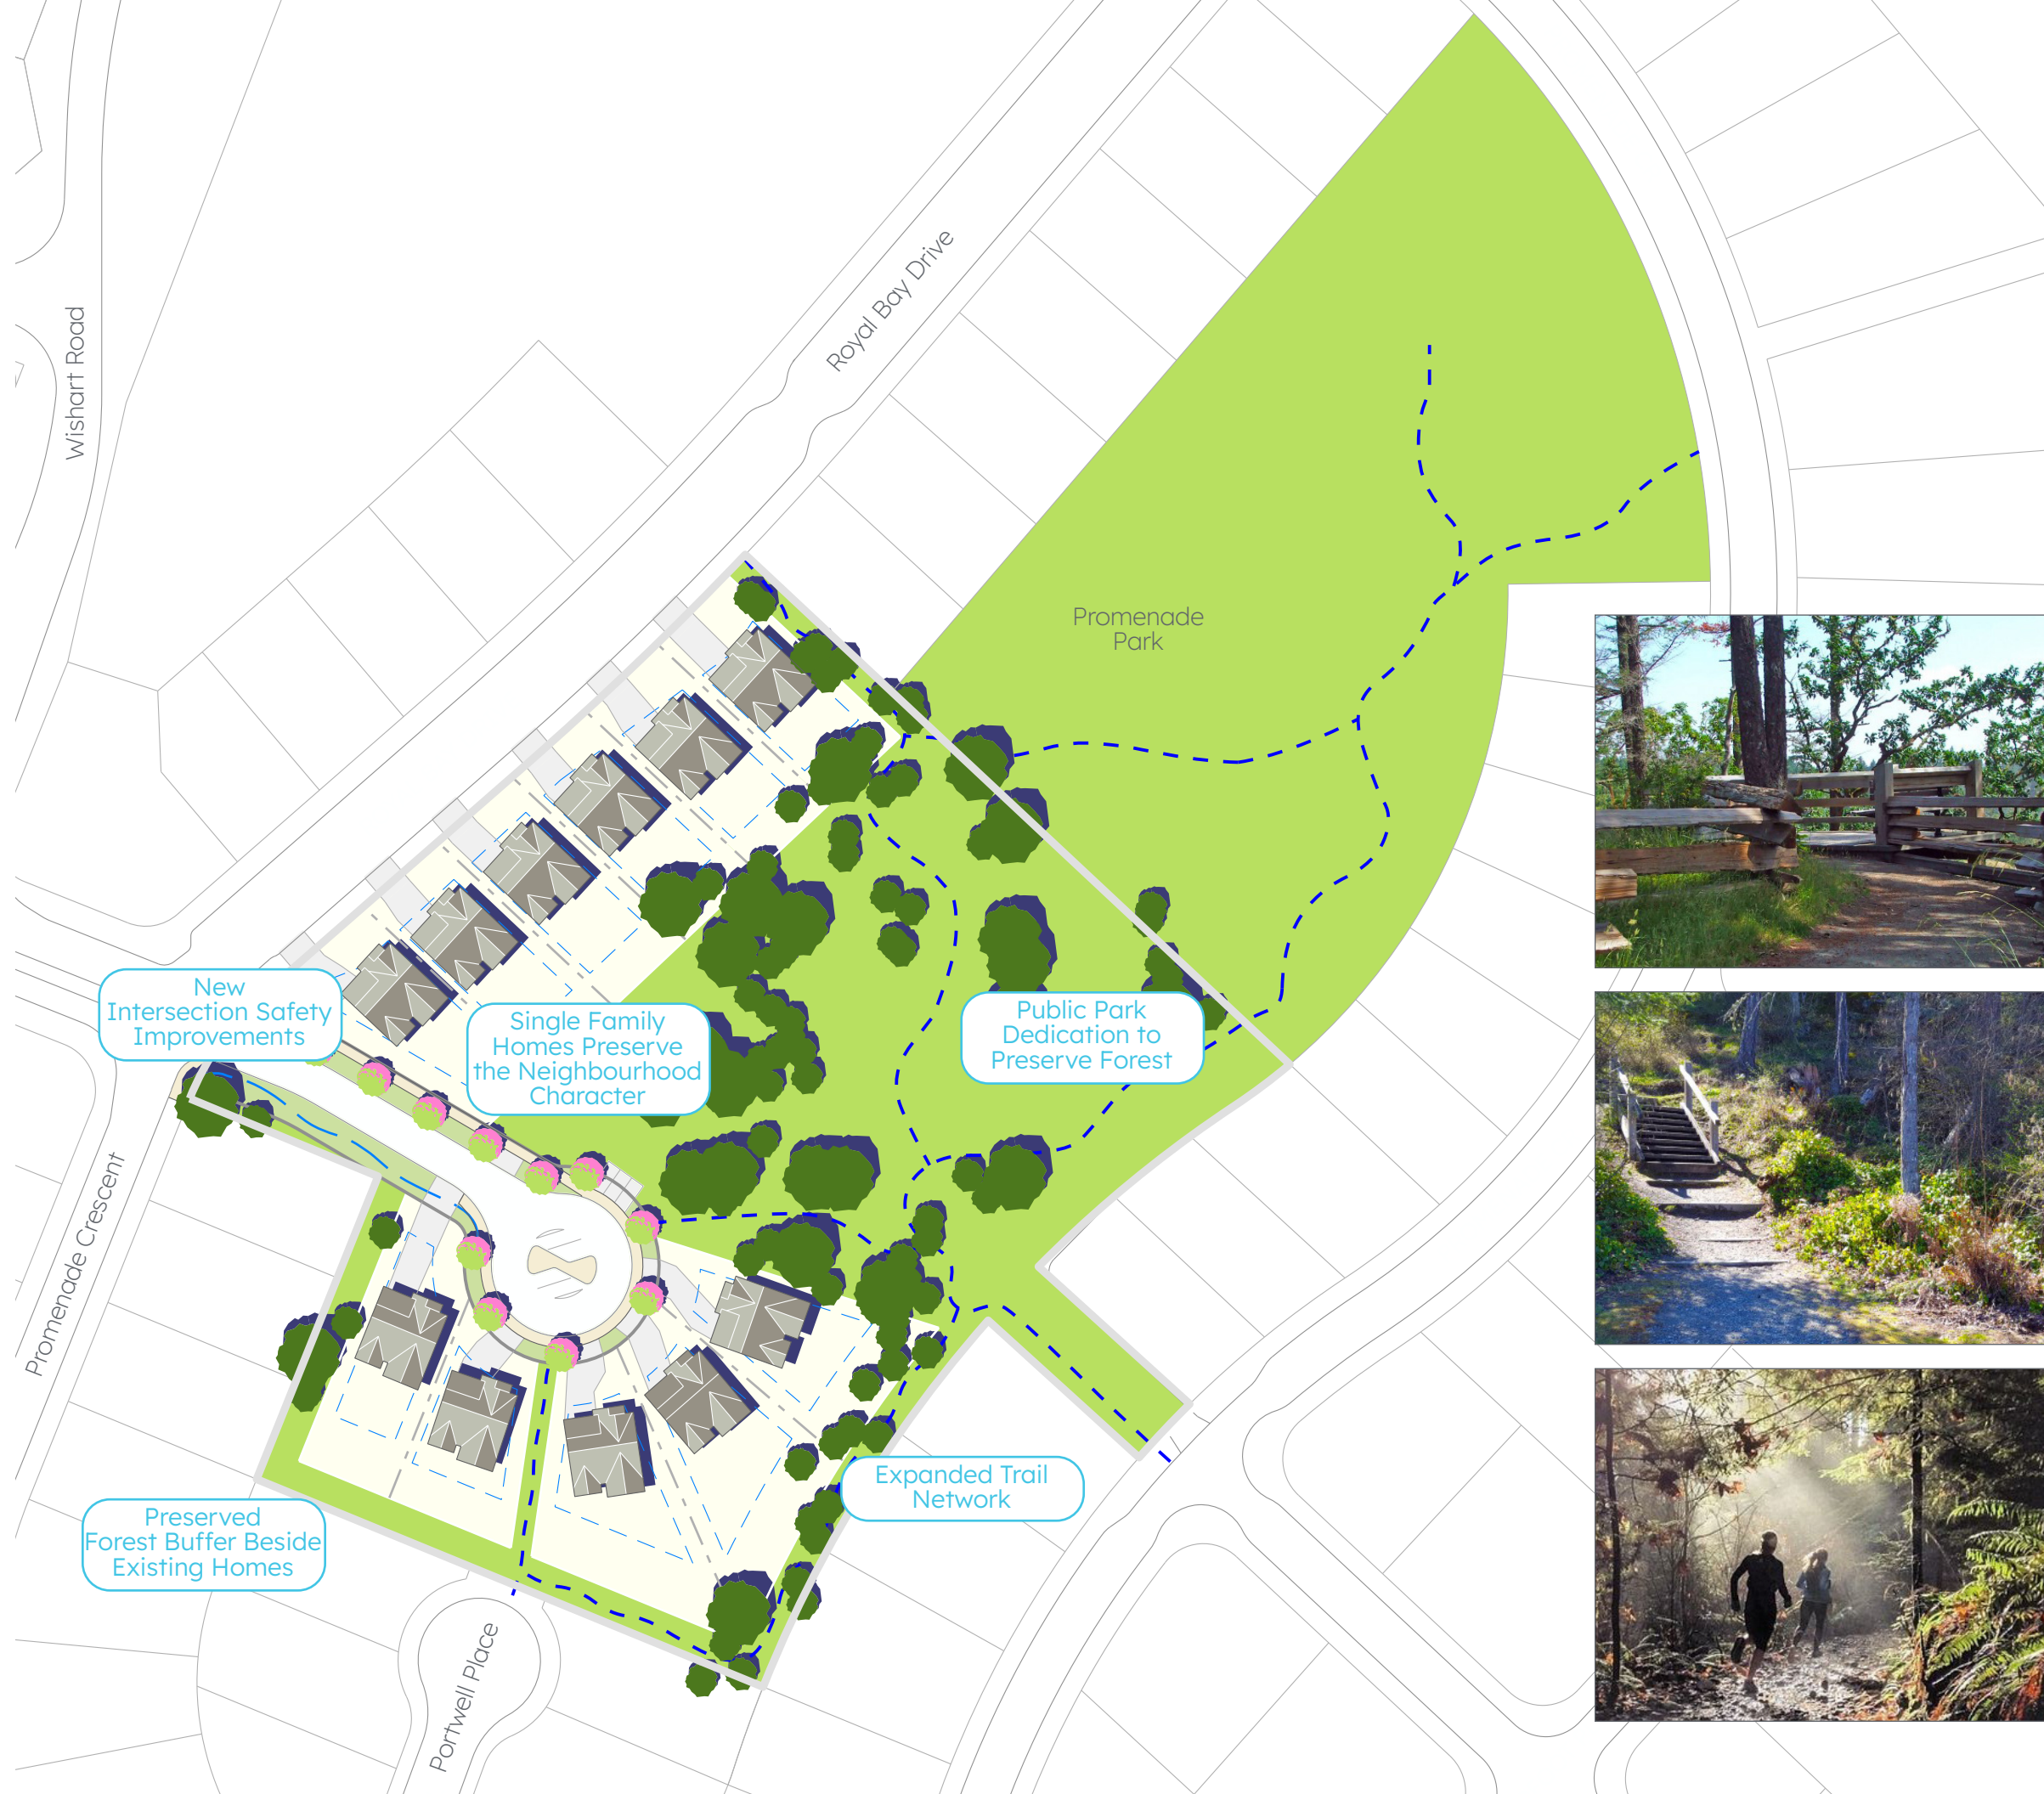 Royal Bay Drive
Wishart Road
Promenade
Park
New
Intersection Safety
Improvements
Single Family
Homes Preserve
the Neighbourhood
Character
Public Park
Dedication to
Preserve Forest
Promenade Crescent
Expanded Trail
Network
Preserved
Forest Buffer Beside
Existing Homes
Portwell Place